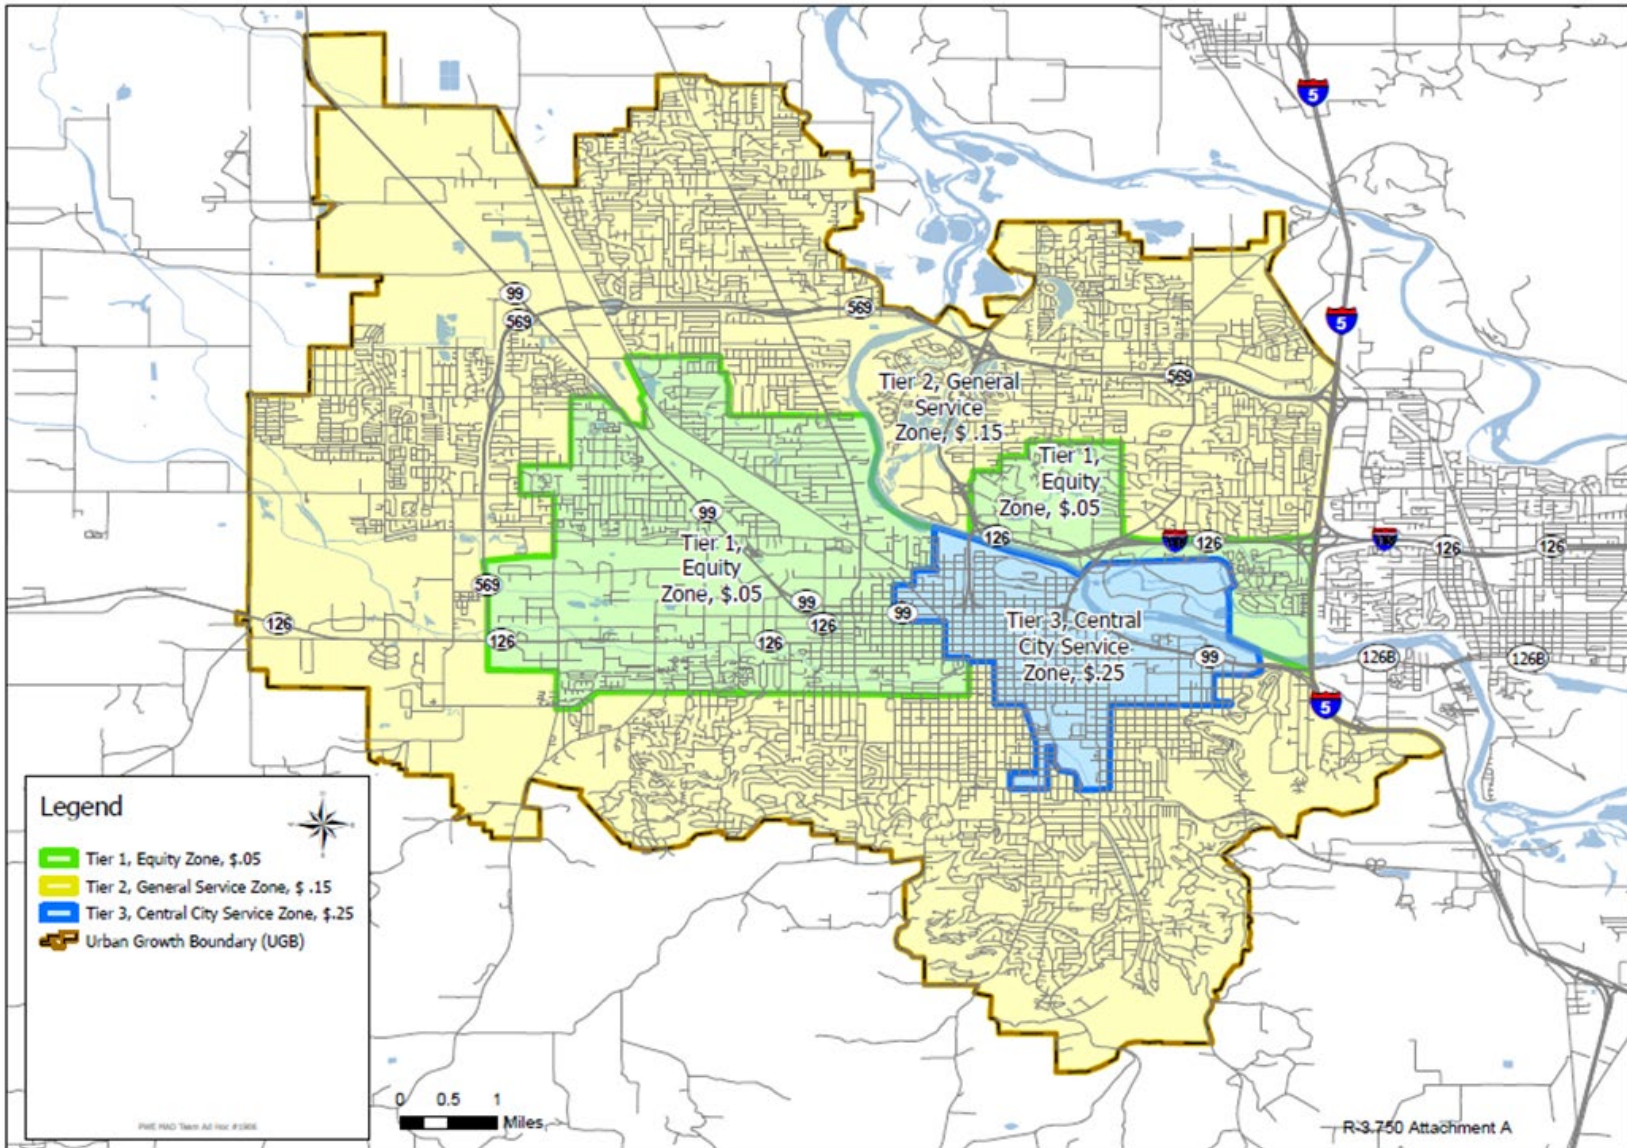 5
5
99
569
569
569
Tier 2, General
Service
Zone, $ .15
Tier 1,
Equity
Zone, $.05
99
126
126
126
126
Tier 1,
Equity
Zone, $.05
569
99
126
99
126
126
126
Tier 3, Central
City Service
Zone, $.25
99
126B
126B
5
Legend
Tier 1, Equity Zone, $.05
Tier 2, General Service Zone, $ .15
Tier 3, Central City Service Zone, $.25
Urban Growth Boundary (UGB)
0 0.5 1
Miles
R-3.750 Attachment A